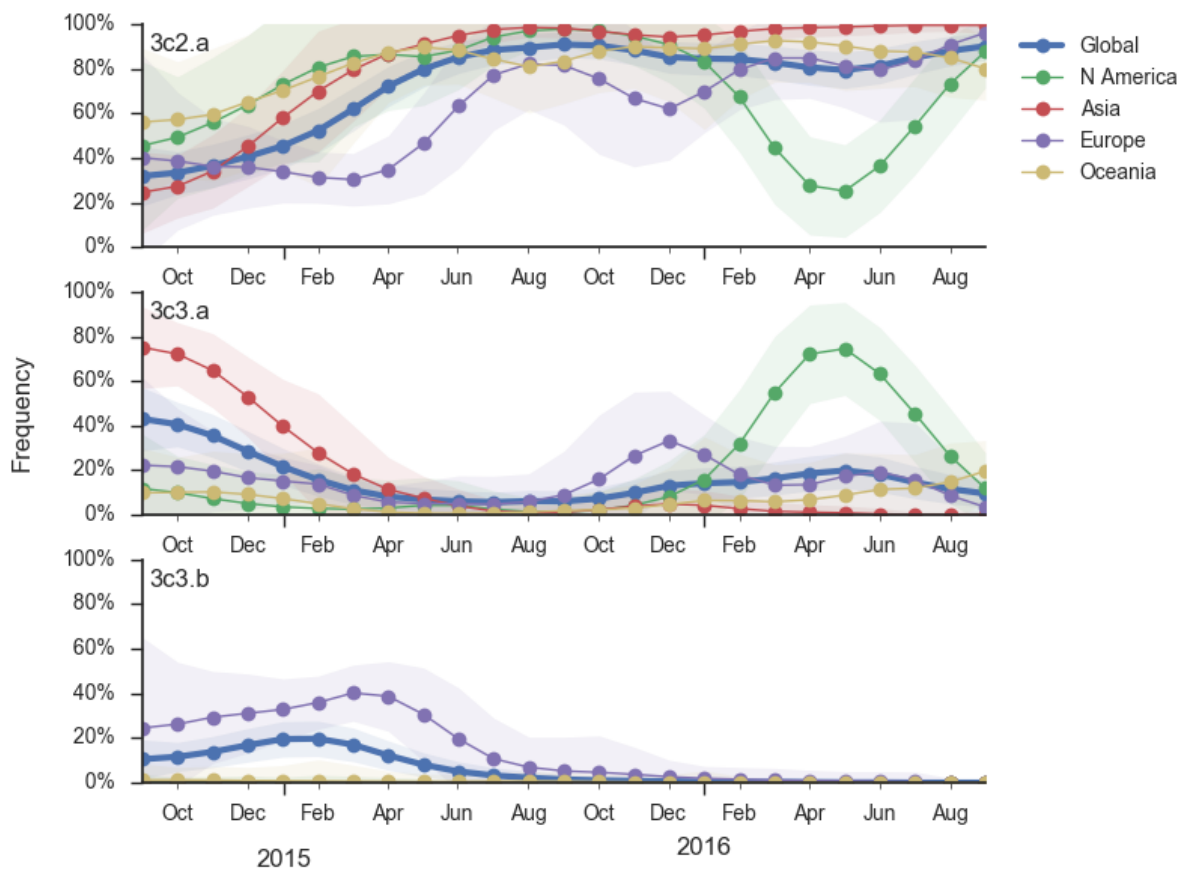 100%
80%
60%
40%
20%
0%
3c2.a
Oct Dec Feb Apr Jun Aug Oct Dec Feb Apr Jun Aug
Global
N America
Asia
Europe
Oceania
Frequency
100%
80%
60%
40%
20%
0%
3c3.a
Oct Dec Feb Apr Jun Aug Oct Dec Feb Apr Jun Aug
100%
80%
60%
40%
20%
0%
3c3.b
Oct Dec Feb Apr Jun Aug Oct Dec Feb Apr Jun Aug
2015 2016